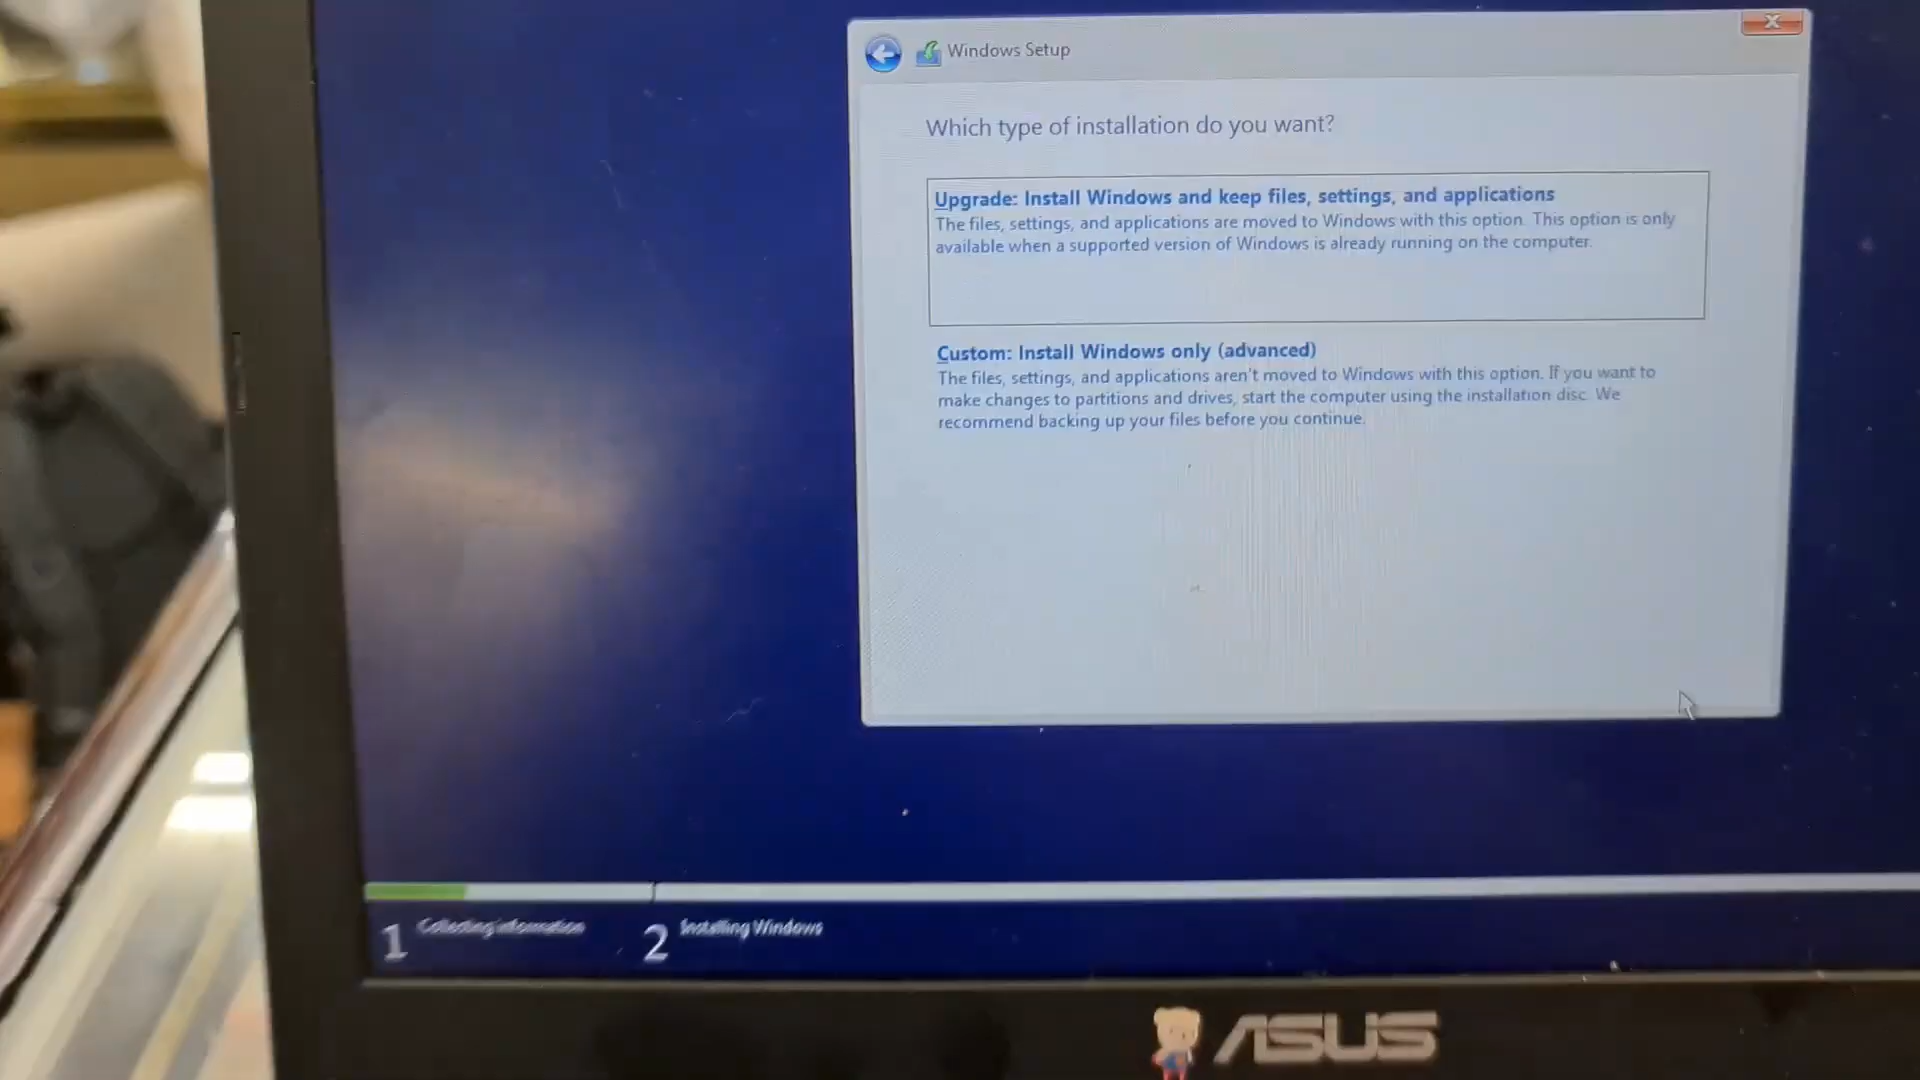 Windows Setup
Which type of installation do you want?
Upgrade: Install Windows and keep files, settings, and applications
The files, settings, and applications are moved to Windows with this option. This option is only
available when a supported version of Windows is already running on the computer.
Custom: Install Windows only (advanced)
The files, settings, and applications aren't moved to Windows with this option. If you want to
make changes to partitions and drives, start the computer using the installation disc. We
recommend backing up your files before you continue.
1 Collecting information
2 Installing Windows
ASUS